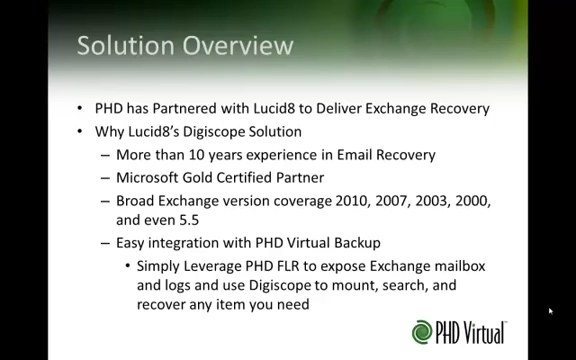 Solution Overview
• PHD has Partnered with Lucid8 to Deliver Exchange Recovery
• Why Lucid8's Digiscope Solution
– More than 10 years experience in Email Recovery
– Microsoft Gold Certified Partner
– Broad Exchange version coverage 2010, 2007, 2003, 2000,
and even 5.5
– Easy integration with PHD Virtual Backup
• Simply Leverage PHD FLR to expose Exchange mailbox
and logs and use Digiscope to mount, search, and
recover any item you need
PHD Virtual™